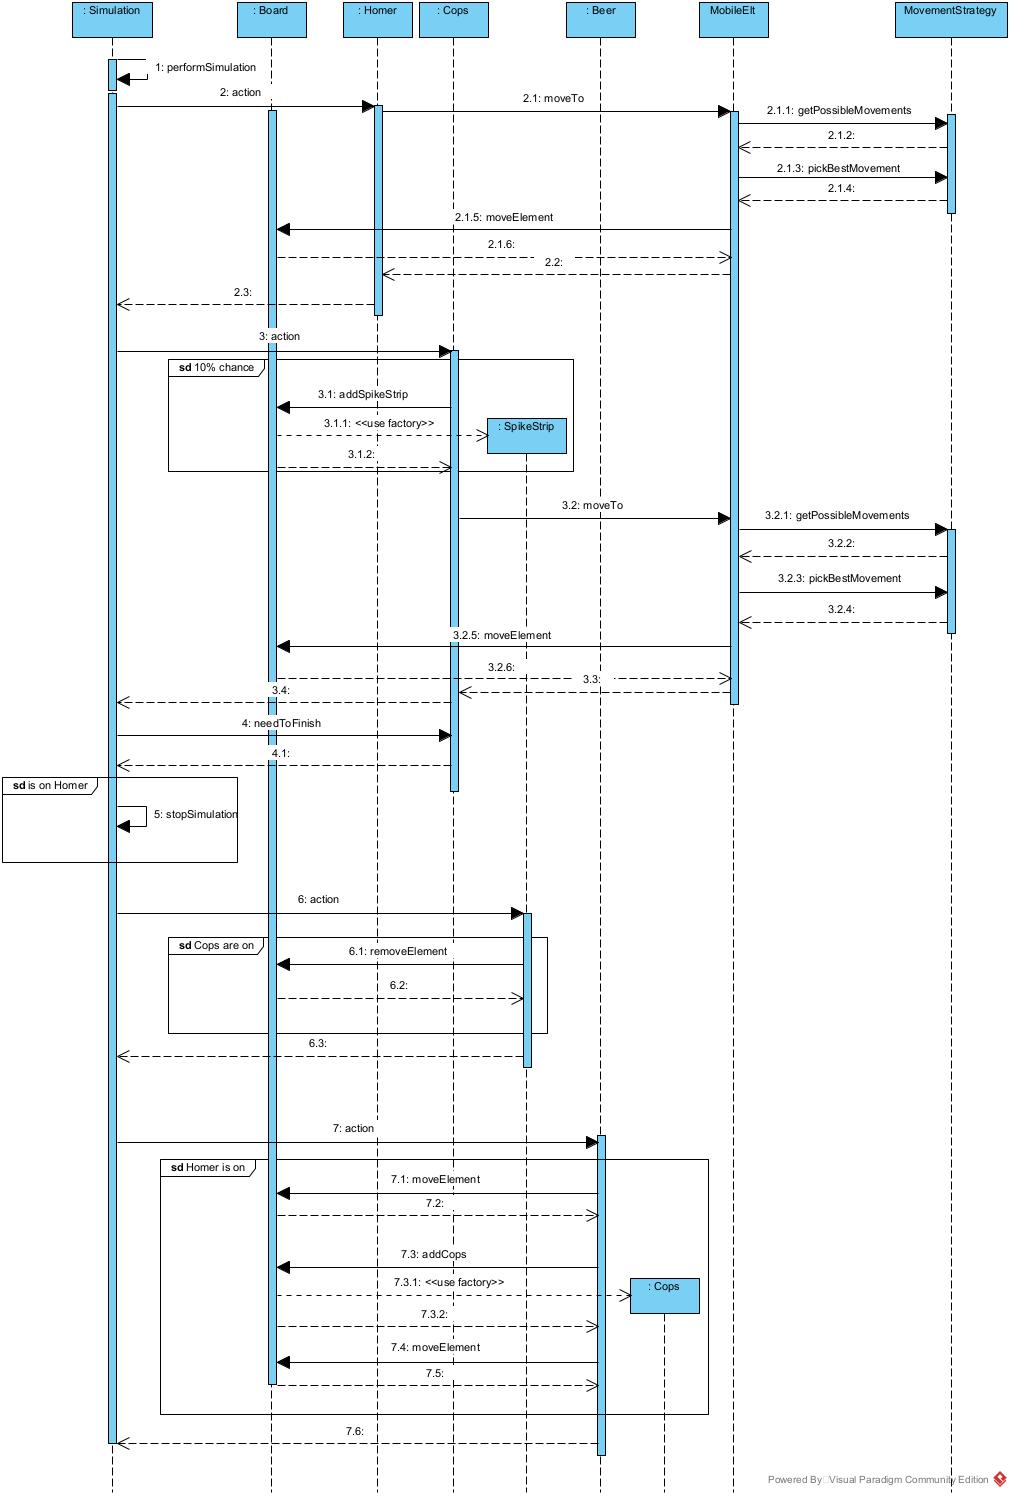 : Simulation
: Board
: Homer
: Cops
: Beer
MobileElt
MovementStrategy
1: performSimulation
2: action
2.1: moveTo
2.1.1: getPossibleMovements
2.1.2:
2.1.3: pickBestMovement
2.1.4:
2.1.5: moveElement
2.1.6:
2.2:
2.3:
3: action
sd 10% chance
3.1: addSpikeStrip
3.1.1: <<use factory>>
: SpikeStrip
3.1.2:
3.2: moveTo
3.2.1: getPossibleMovements
3.2.2:
3.2.3: pickBestMovement
3.2.4:
3.2.5: moveElement
3.2.6:
3.3:
3.4:
4: needToFinish
4.1:
sd is on Homer
5: stopSimulation
6: action
sd Cops are on
6.1: removeElement
6.2:
6.3:
7: action
sd Homer is on
7.1: moveElement
7.2:
7.3: addCops
7.3.1: <<use factory>>
: Cops
7.3.2:
7.4: moveElement
7.5:
7.6:
Powered By Visual Paradigm Community Edition